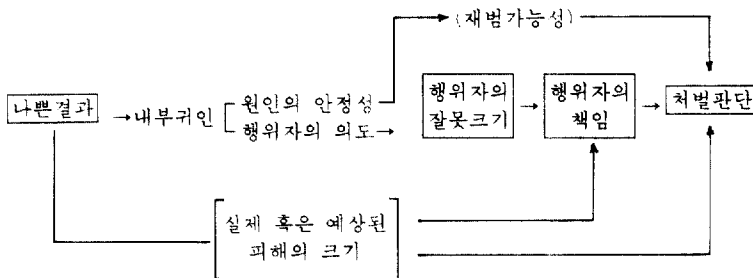 (재범가능성)
나쁜결과
내부귀인
원인의 안정성
행위자의 의도
행위자의
잘못크기
행위자의
책임
처벌판단
실제 혹은 예상된
피해의 크기